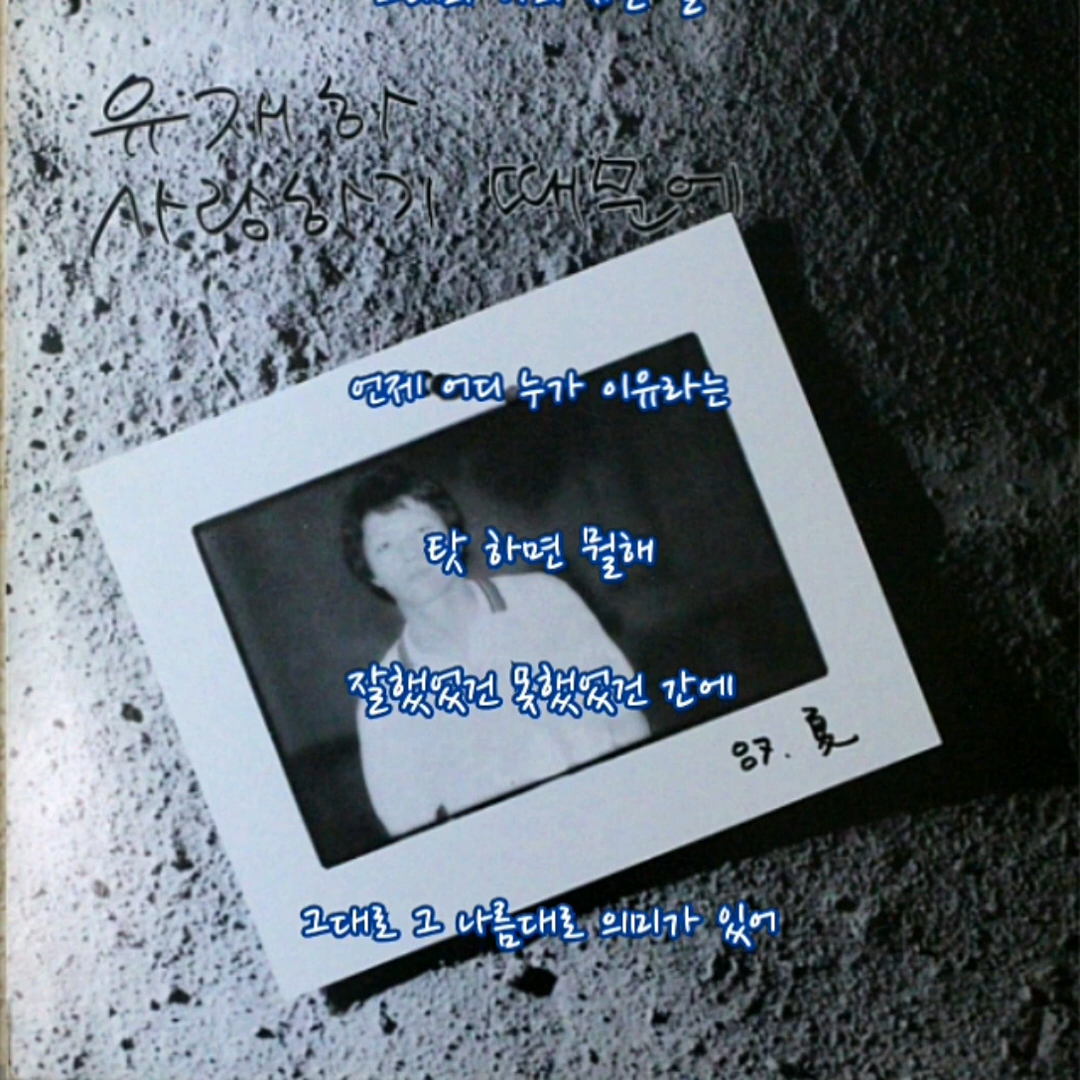 유재하
사랑하기 때문에
언제 어디 누가 이유라는
탓 하면 뭘해
잘했었건 못했었건 간에
87. 夏
그대로 그 나름대로 의미가 있어